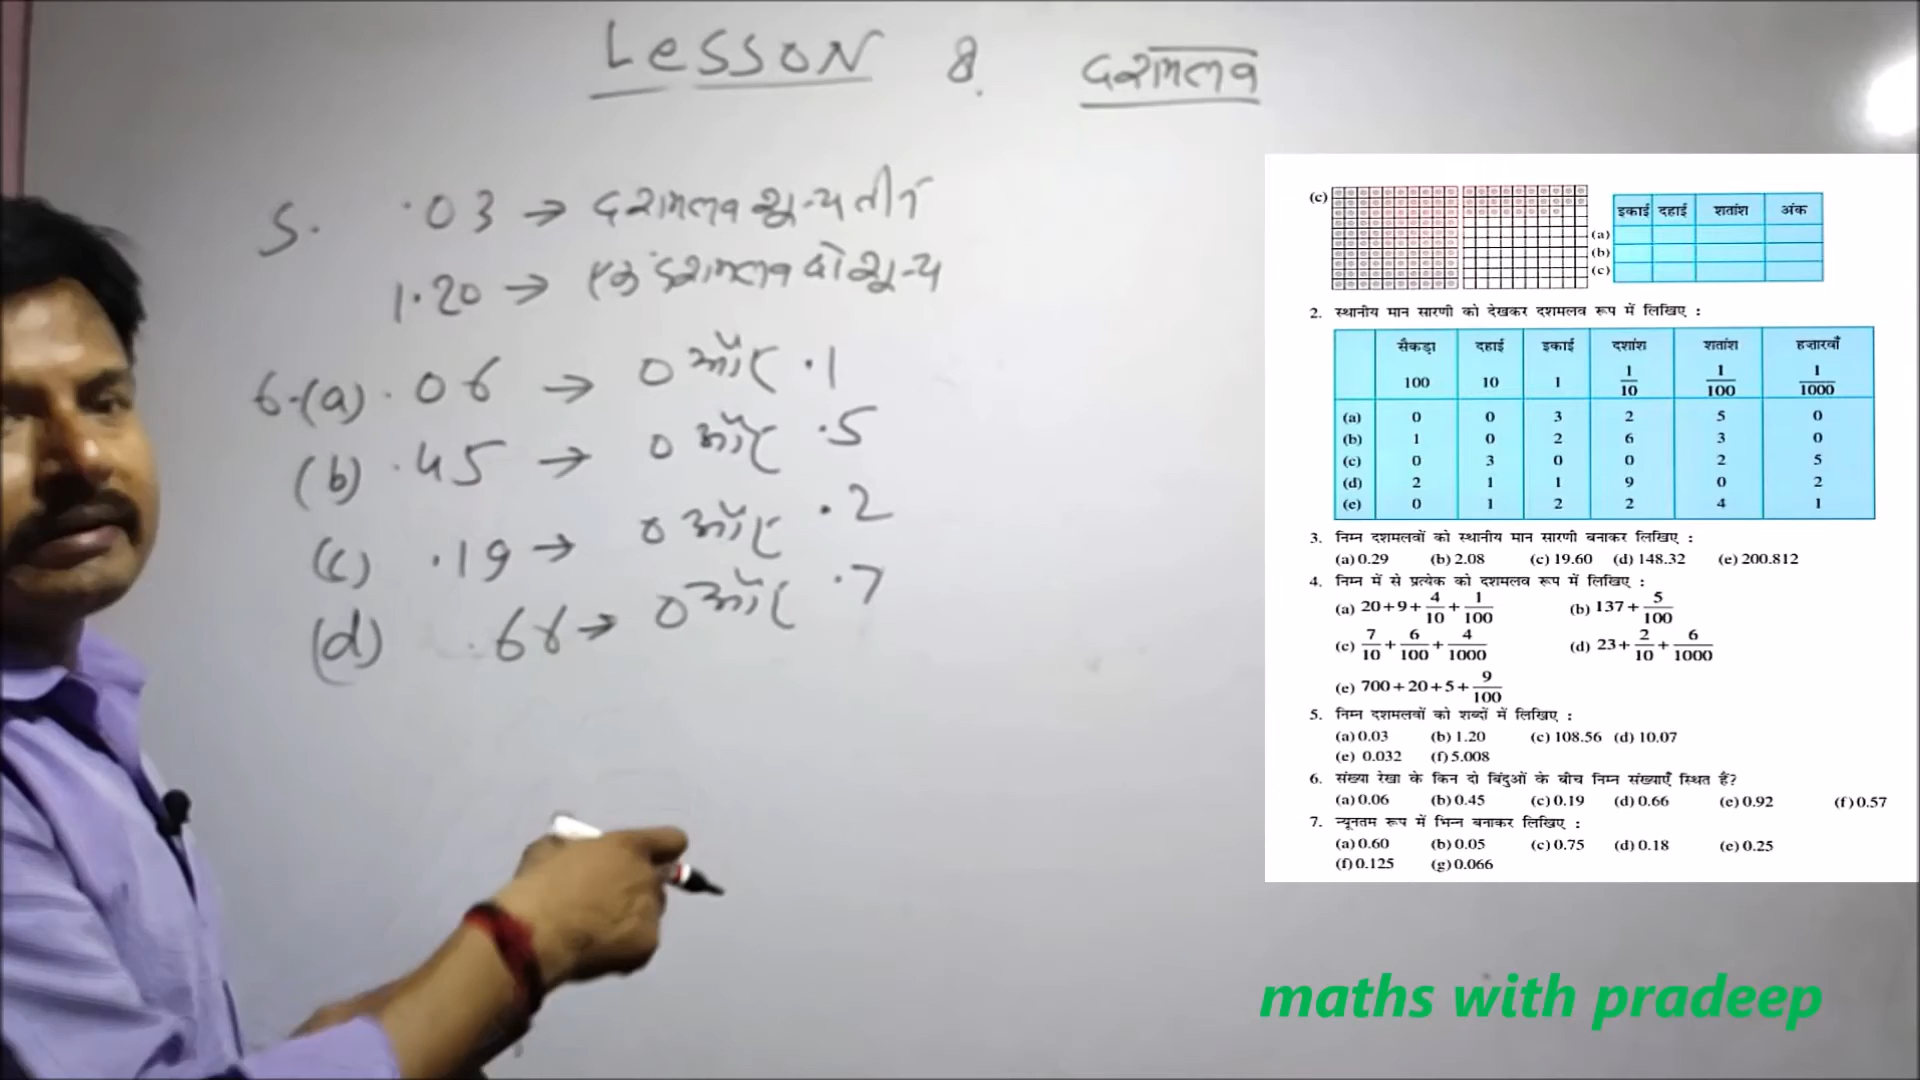 LeSSON 8. दशमलव
5. .03 → दशमलव शून्य तीन
1.20 → एक दशमलव दो शून्य
6-(a) .06 → 0 और .1
(b) .45 → 0 और .5
(c) .19 → 0 और .2
(d) .66 → 0 और .7
(c)
इकाई दहाई शतांश अंक
(a)
(b)
(c)
2. स्थानीय मान सारणी को देखकर दशमलव रूप में लिखिए :
सैकड़ा दहाई इकाई दशांश शतांश हज़ारवाँ
100 10 1 1/10 1/100 1/1000
(a) 0 0 3 2 5 0
(b) 1 0 2 6 3 0
(c) 0 3 0 0 2 5
(d) 2 1 1 9 0 2
(e) 0 1 2 2 4 1
3. निम्न दशमलवों को स्थानीय मान सारणी बनाकर लिखिए :
(a) 0.29 (b) 2.08 (c) 19.60 (d) 148.32 (e) 200.812
4. निम्न में से प्रत्येक को दशमलव रूप में लिखिए :
(a) 20+9+4/10+1/100 (b) 137+5/100
(c) 7/10+6/100+4/1000 (d) 23+2/10+6/1000
(e) 700+20+5+9/100
5. निम्न दशमलवों को शब्दों में लिखिए :
(a) 0.03 (b) 1.20 (c) 108.56 (d) 10.07
(e) 0.032 (f) 5.008
6. संख्या रेखा के किन दो बिंदुओं के बीच निम्न संख्याएँ स्थित हैं?
(a) 0.06 (b) 0.45 (c) 0.19 (d) 0.66 (e) 0.92 (f) 0.57
7. न्यूनतम रूप में भिन्न बनाकर लिखिए :
(a) 0.60 (b) 0.05 (c) 0.75 (d) 0.18 (e) 0.25
(f) 0.125 (g) 0.066
maths with pradeep